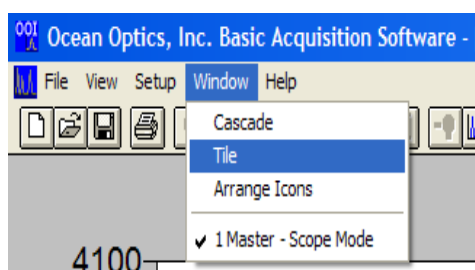 OOI Ocean Optics, Inc. Basic Acquisition Software -
File View Setup Window Help
Cascade
Tile
Arrange Icons
✓ 1 Master - Scope Mode
4100